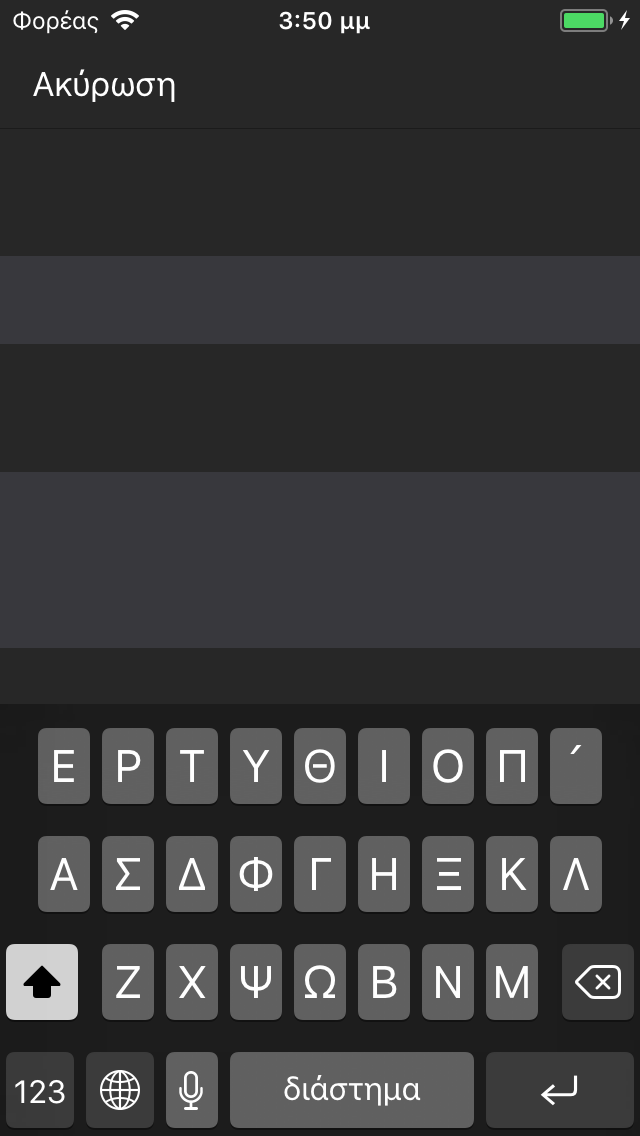 Φορέας 3:50 μμ
Ακύρωση
Ε Ρ Τ Υ Θ Ι Ο Π ΄
Α Σ Δ Φ Γ Η Ξ Κ Λ
Ζ Χ Ψ Ω Β Ν Μ
123 διάστημα